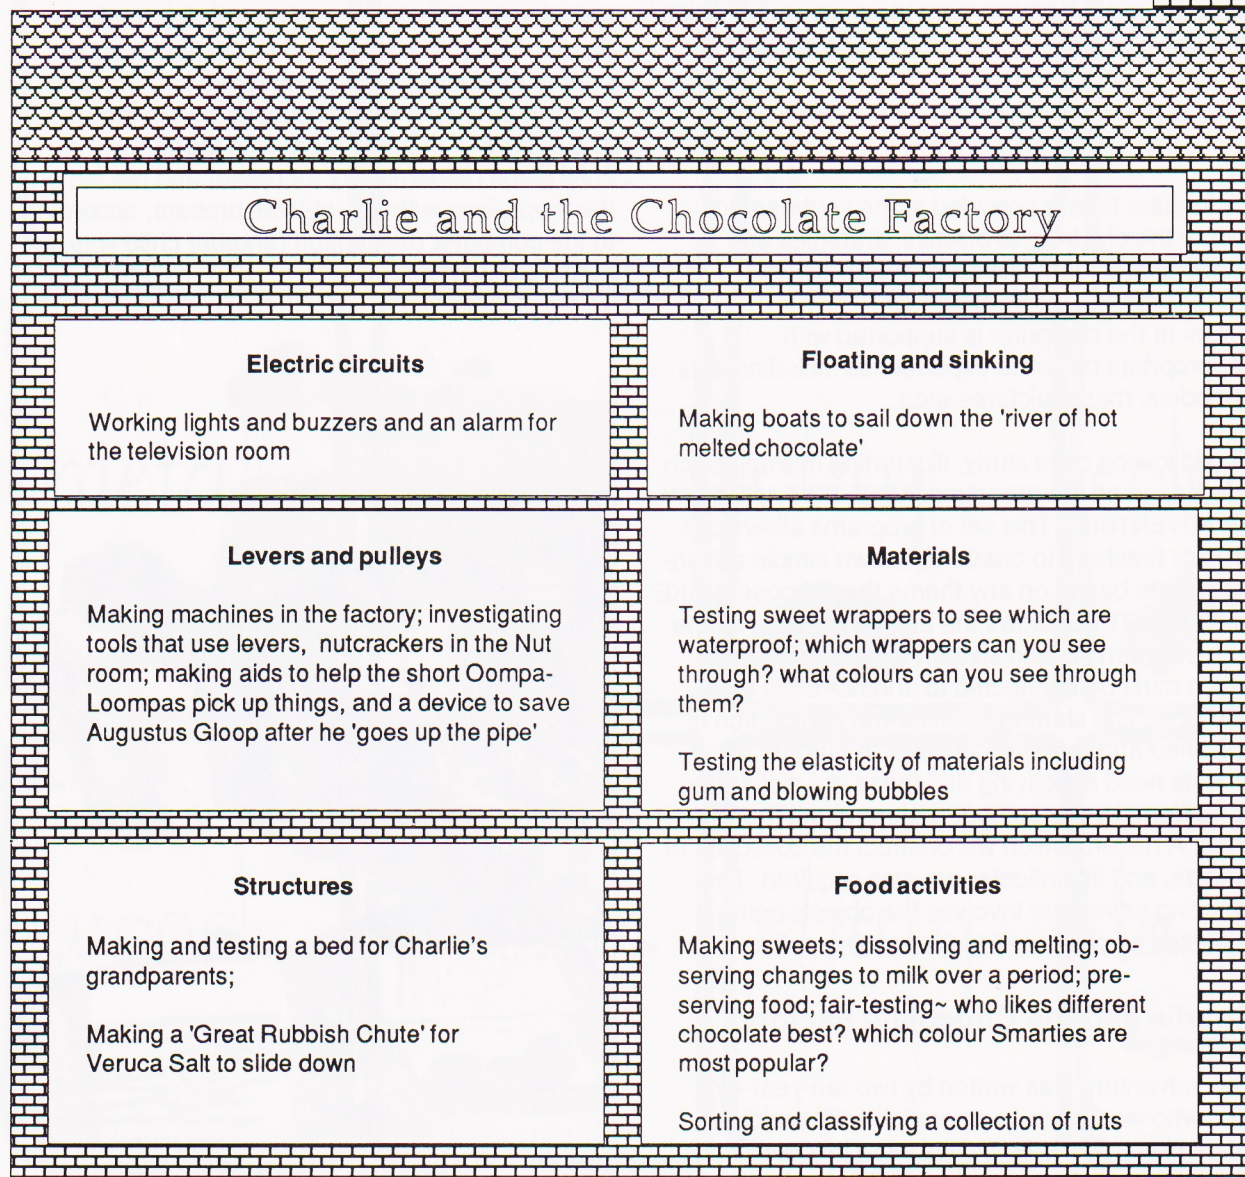 Charlie and the Chocolate Factory
Electric circuits
Working lights and buzzers and an alarm for
the television room
Floating and sinking
Making boats to sail down the 'river of hot
melted chocolate'
Levers and pulleys
Making machines in the factory; investigating
tools that use levers, nutcrackers in the Nut
room; making aids to help the short Oompa-
Loompas pick up things, and a device to save
Augustus Gloop after he 'goes up the pipe'
Materials
Testing sweet wrappers to see which are
waterproof; which wrappers can you see
through? what colours can you see through
them?
Testing the elasticity of materials including
gum and blowing bubbles
Structures
Making and testing a bed for Charlie's
grandparents;
Making a 'Great Rubbish Chute' for
Veruca Salt to slide down
Food activities
Making sweets; dissolving and melting; ob-
serving changes to milk over a period; pre-
serving food; fair-testing~ who likes different
chocolate best? which colour Smarties are
most popular?
Sorting and classifying a collection of nuts